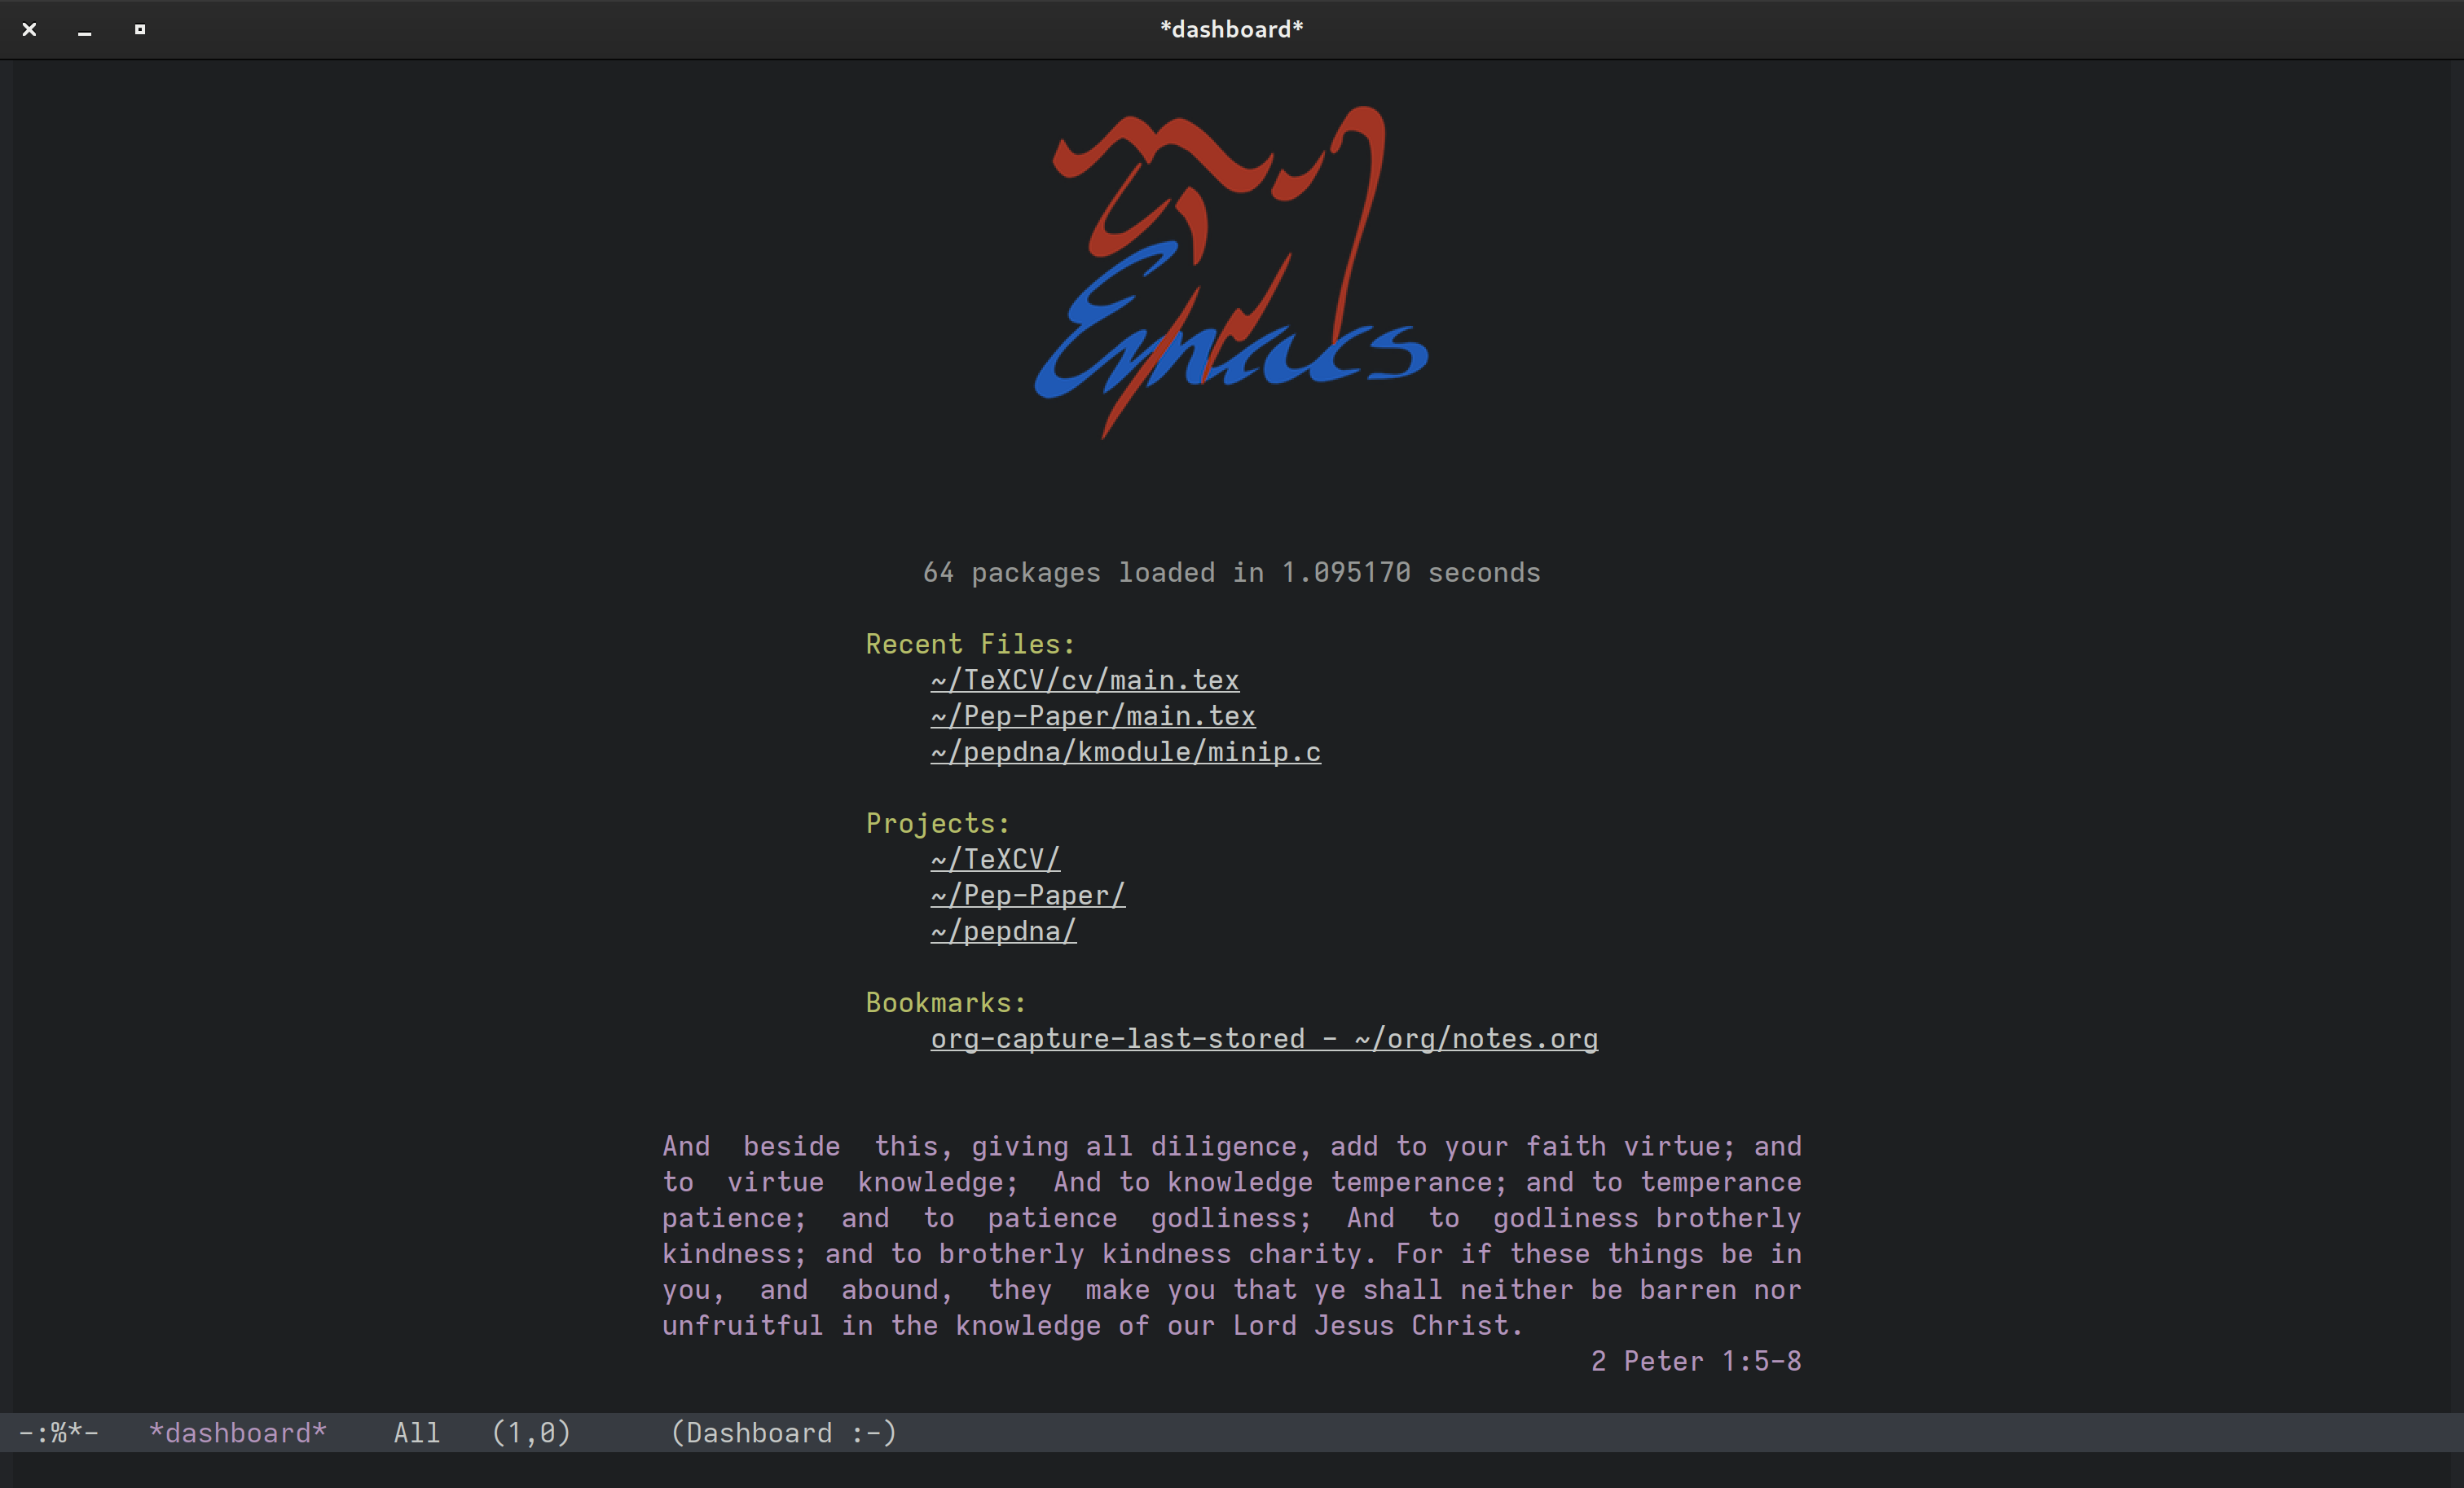 *dashboard*
Emacs
64 packages loaded in 1.095170 seconds
Recent Files:
~/TeXCV/cv/main.tex
~/Pep-Paper/main.tex
~/pepdna/kmodule/minip.c
Projects:
~/TeXCV/
~/Pep-Paper/
~/pepdna/
Bookmarks:
org-capture-last-stored - ~/org/notes.org
And  beside  this, giving all diligence, add to your faith virtue; and
to  virtue  knowledge;  And to knowledge temperance; and to temperance
patience;  and  to  patience  godliness;  And  to  godliness brotherly
kindness; and to brotherly kindness charity. For if these things be in
you,  and  abound,  they  make you that ye shall neither be barren nor
unfruitful in the knowledge of our Lord Jesus Christ.
2 Peter 1:5-8
-:%*-   *dashboard*    All   (1,0)      (Dashboard :-)